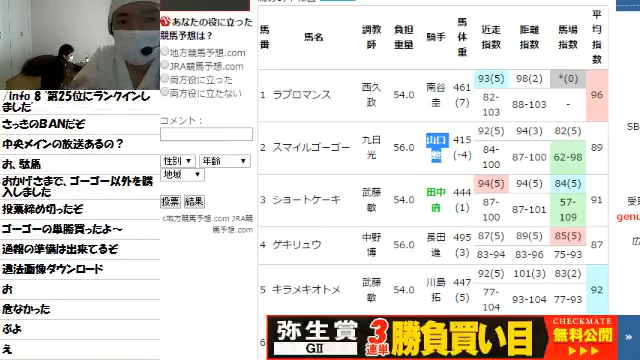 /info 8 "第25位にランクインしました
さっきのBANだぞ
中央メインの放送あるの?
お、駄馬
おかげさまで、ゴーゴー以外を購入しました
投票締め切ったぞ
ゴーゴーの単勝買ったよ~
通報の準備は出来てるぞ
違法画像ダウンロード
お
危なかった
ぷよ
え
あなたの役に立った
競馬予想は?
地方競馬予想.com
JRA競馬予想.com
両方役に立った
両方役に立たない
コメント:
性別 年齢
地域
投票 結果
c地方競馬予想.com JRA競馬予想.com
馬番 馬名 調教師 負担重量 騎手 馬体重 近走指数 距離指数 馬場指数 平均指数
1 ラブロマンス 西久政 54.0 南谷圭 461(7) 93(5) 98(2) *(0) 96
82-103 88-103 -
2 スマイルゴーゴー 九日光 56.0 山口勲 415(-4) 92(5) 94(3) 82(5) 89
84-100 87-100 62-98
3 ショートケーキ 武藤敏 54.0 田中直 444(1) 94(5) 94(5) 84(5) 91
87-100 87-101 57-109
4 ゲキリュウ 中野博 56.0 長田進 495(3) 87(5) 89(5) 85(5) 87
83-94 83-96 75-93
5 キラメキオトメ 武藤敏 54.0 川島拓 447(5) 92(5) 101(3) 83(2) 92
77-104 93-104 77-93
6
弥生賞 GII 3連単 勝負買い目 CHECKMATE 無料公開
SB
genu
»